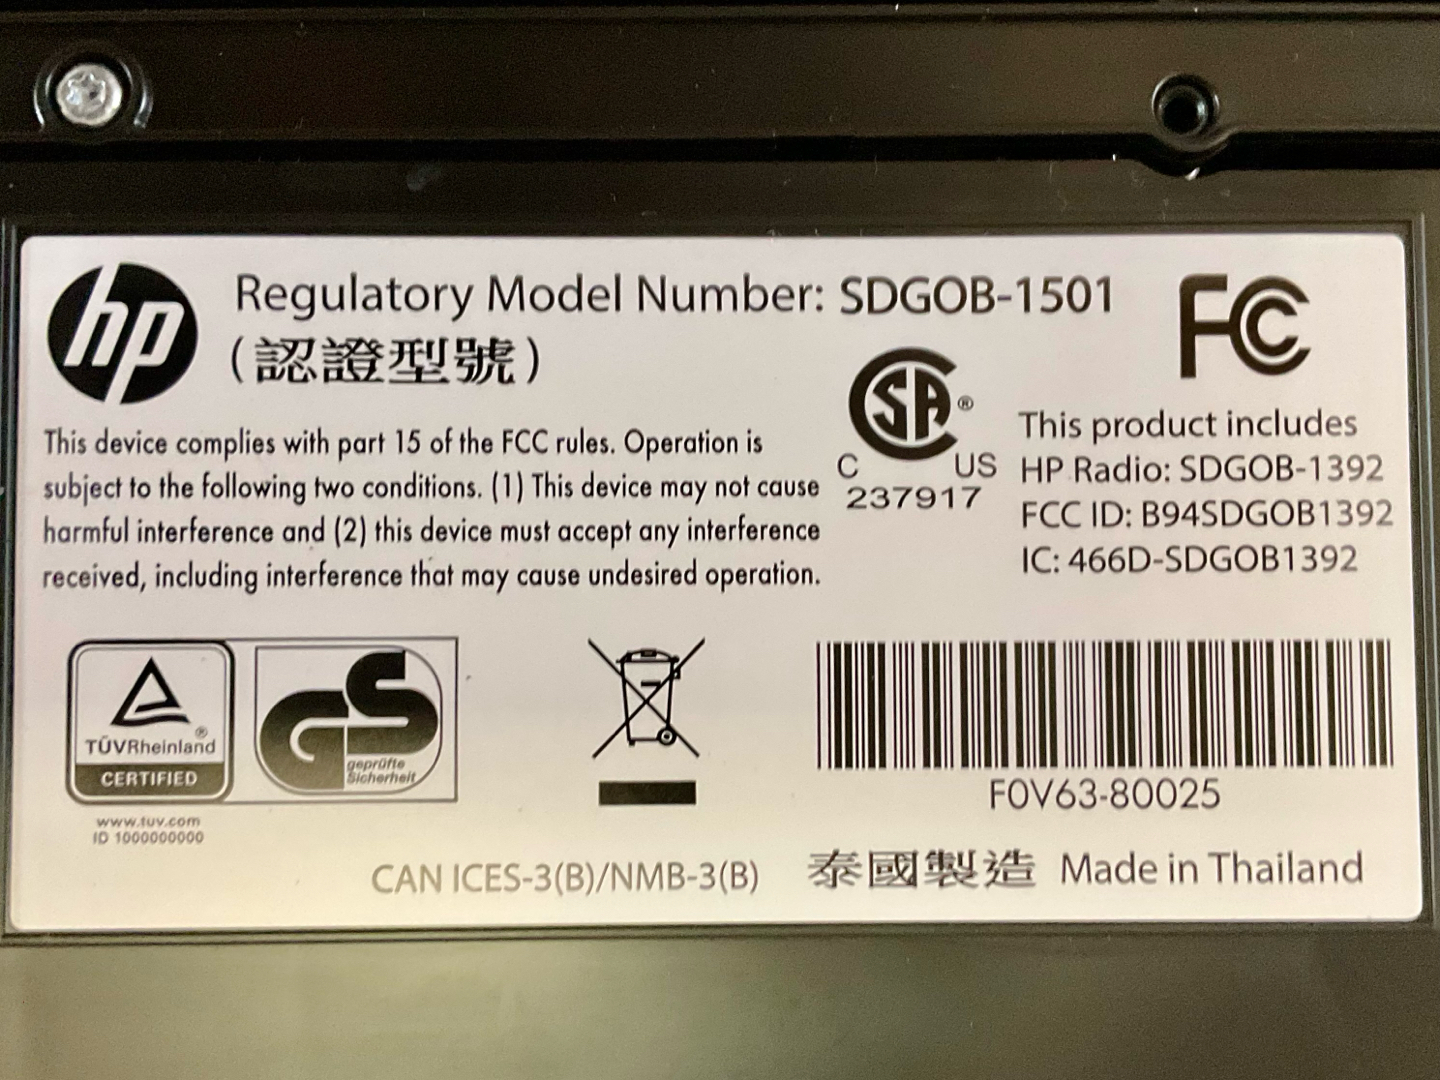 hp
Regulatory Model Number: SDGOB-1501
(認證型號)
FC
This device complies with part 15 of the FCC rules. Operation is
subject to the following two conditions. (1) This device may not cause
harmful interference and (2) this device must accept any interference
received, including interference that may cause undesired operation.
SA®
C US
237917
This product includes
HP Radio: SDGOB-1392
FCC ID: B94SDGOB1392
IC: 466D-SDGOB1392
®
TÜVRheinland
CERTIFIED
www.tuv.com
ID 1000000000
GS
geprüfte
Sicherheit
F0V63-80025
CAN ICES-3(B)/NMB-3(B)
泰國製造 Made in Thailand